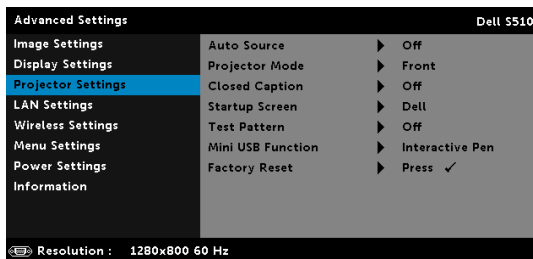 Advanced Settings Dell S510
Image Settings
Display Settings
Projector Settings
LAN Settings
Wireless Settings
Menu Settings
Power Settings
Information
Auto Source Off
Projector Mode Front
Closed Caption Off
Startup Screen Dell
Test Pattern Off
Mini USB Function Interactive Pen
Factory Reset Press ✓
Resolution : 1280x800 60 Hz